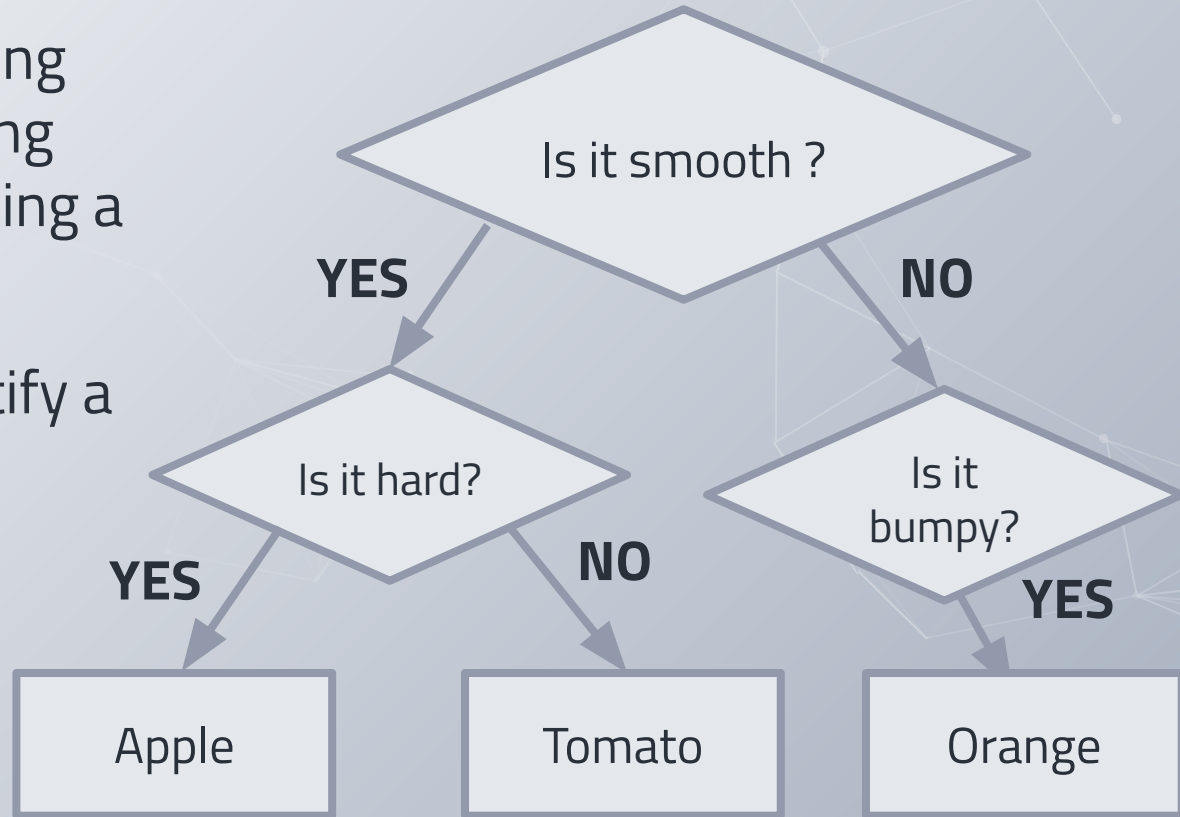 ng
ng
ing a
tify a
Is it smooth ?
YES
NO
Is it hard?
Is it
bumpy?
YES
NO
YES
Apple
Tomato
Orange